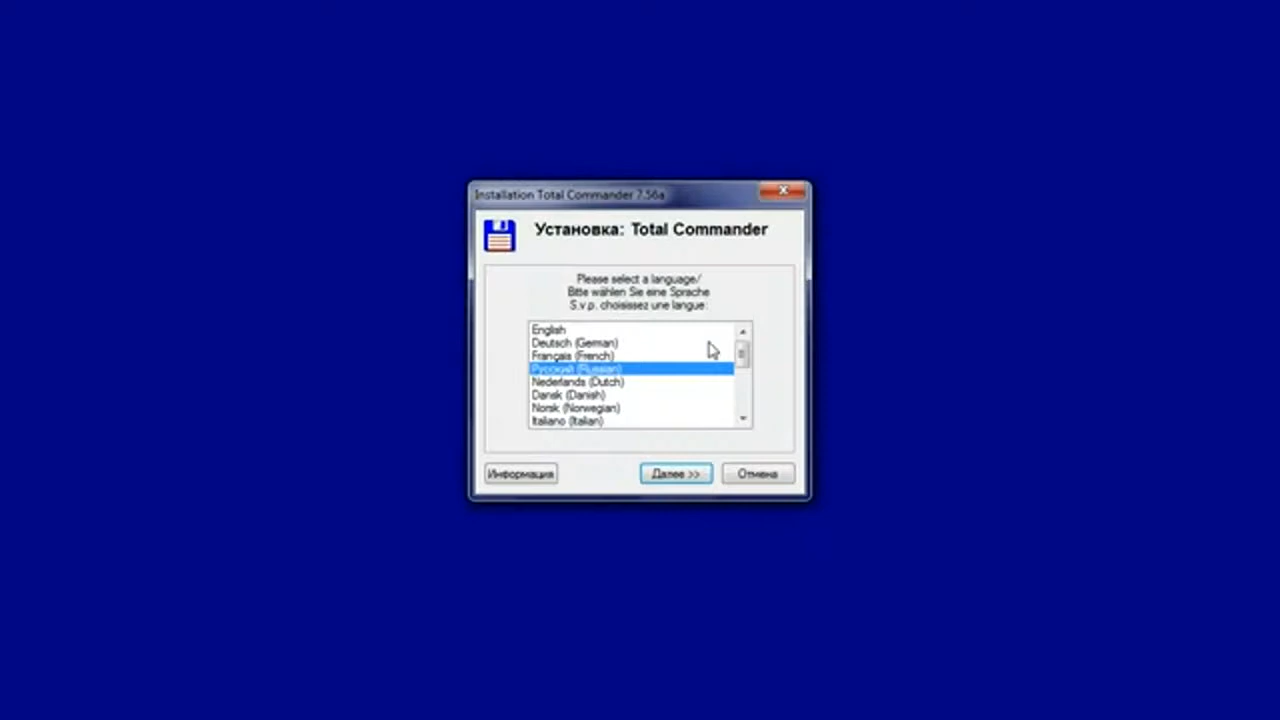 Installation Total Commander 7.56a
Установка: Total Commander
Please select a language/
Bitte wählen Sie eine Sprache
S.v.p. choisissez une langue:
English
Deutsch (German)
Français (French)
Русский (Russian)
Nederlands (Dutch)
Dansk (Danish)
Norsk (Norwegian)
Italiano (Italian)
Информация
Далее >>
Отмена